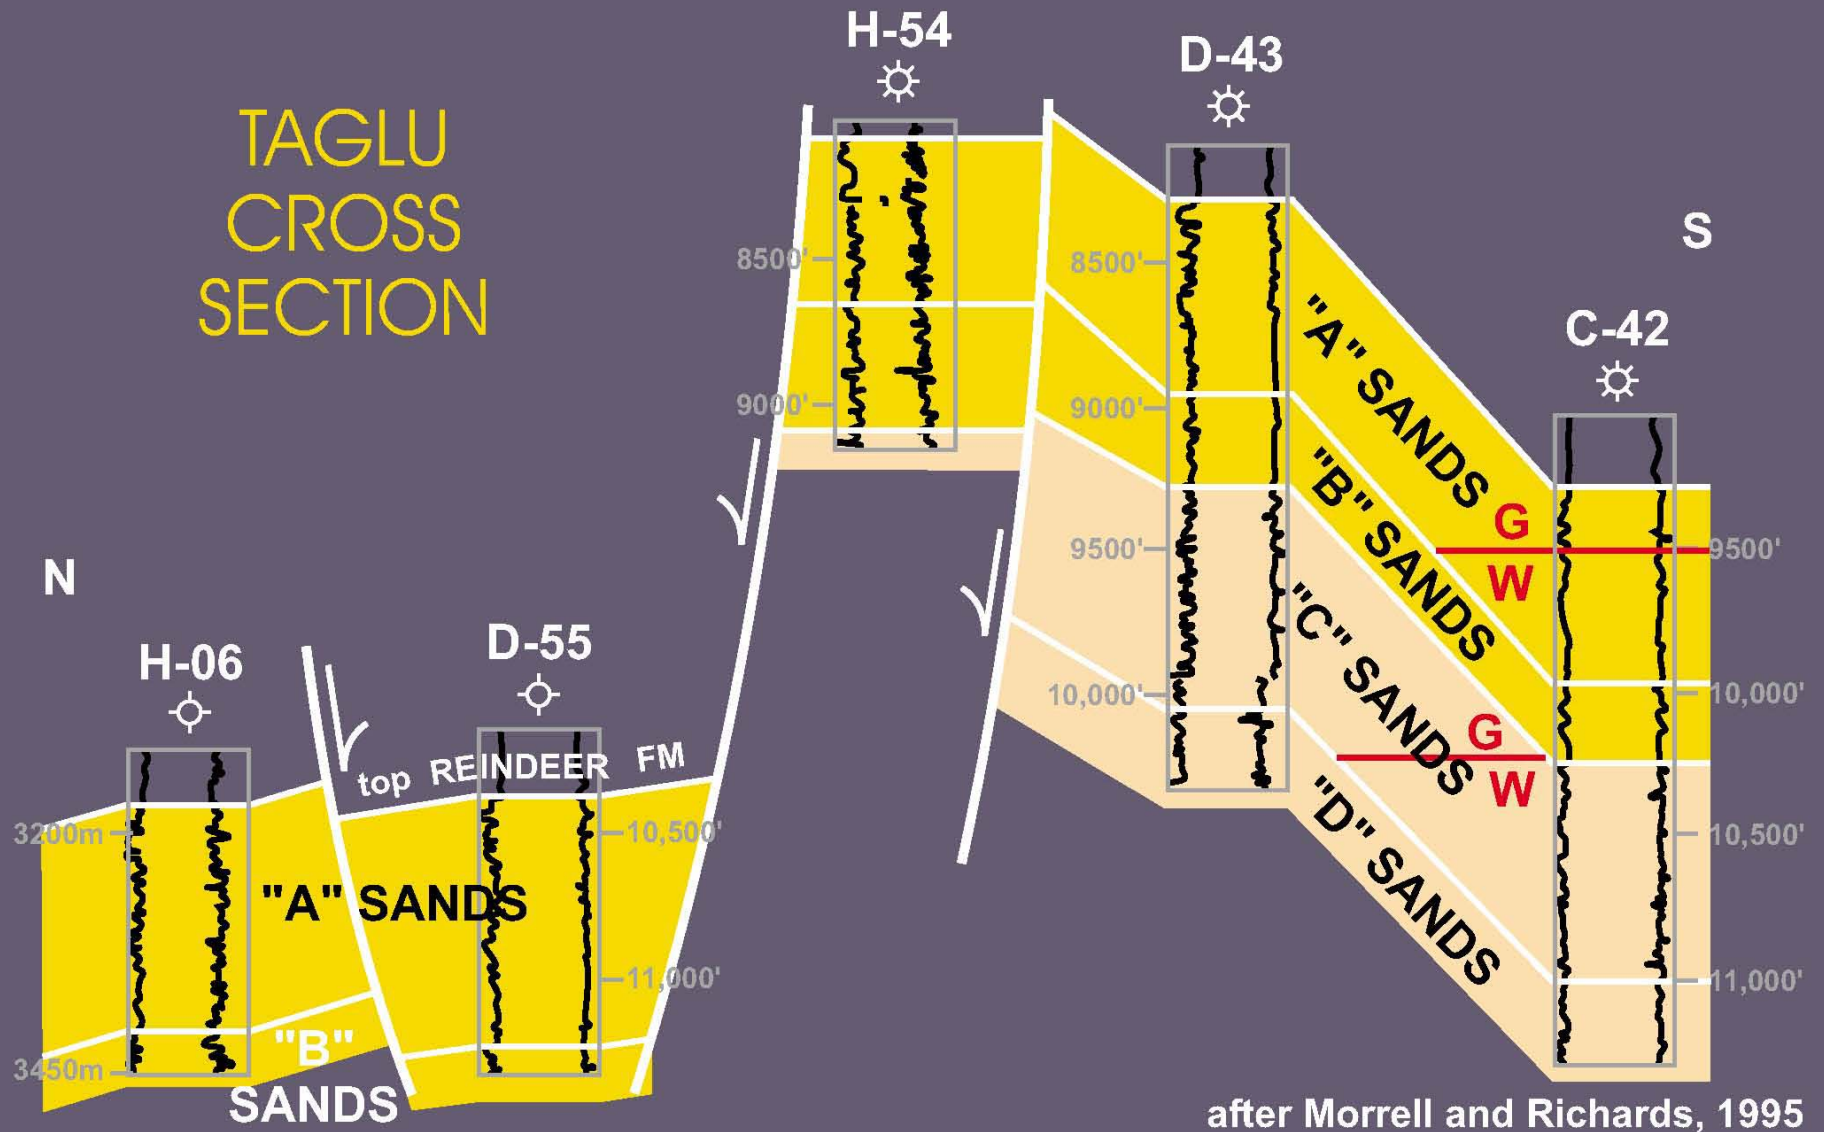 TAGLU
CROSS
SECTION
H-54
D-43
S
C-42
8500'
9000'
8500'
9000'
9500'
10,000'
"A" SANDS
"B" SANDS
"C" SANDS
"D" SANDS
G
W
G
W
9500'
10,000'
10,500'
11,000'
N
H-06
D-55
top REINDEER FM
3200m
3450m
10,500'
11,000'
"A" SANDS
"B"
SANDS
after Morrell and Richards, 1995